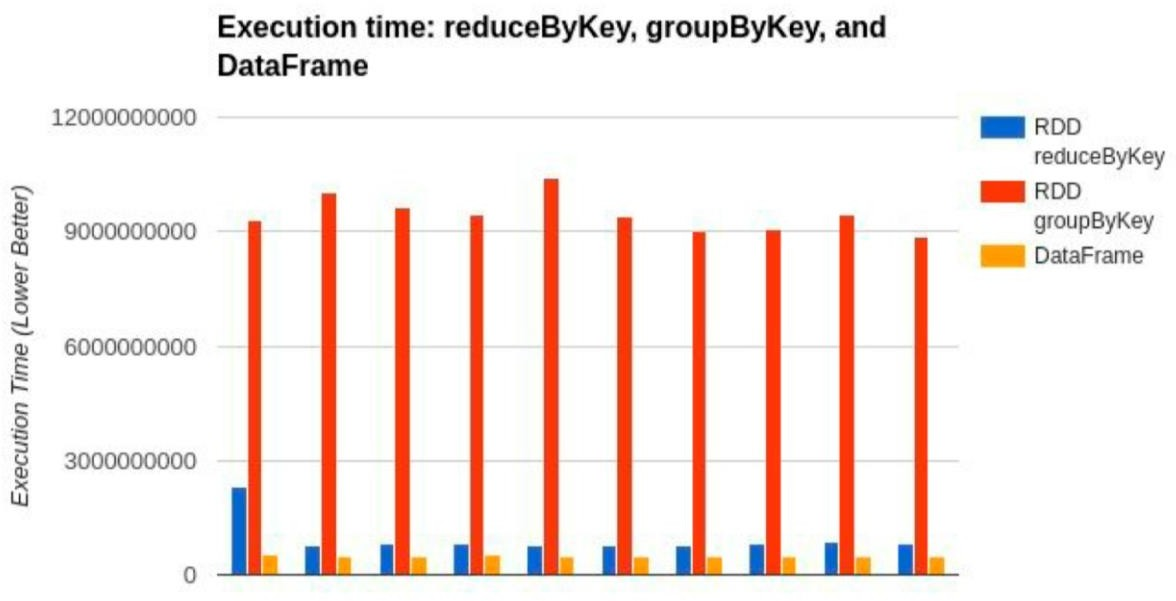 Execution time: reduceByKey, groupByKey, and
DataFrame
12000000000
9000000000
6000000000
3000000000
0
Execution Time (Lower Better)
RDD
reduceByKey
RDD
groupByKey
DataFrame